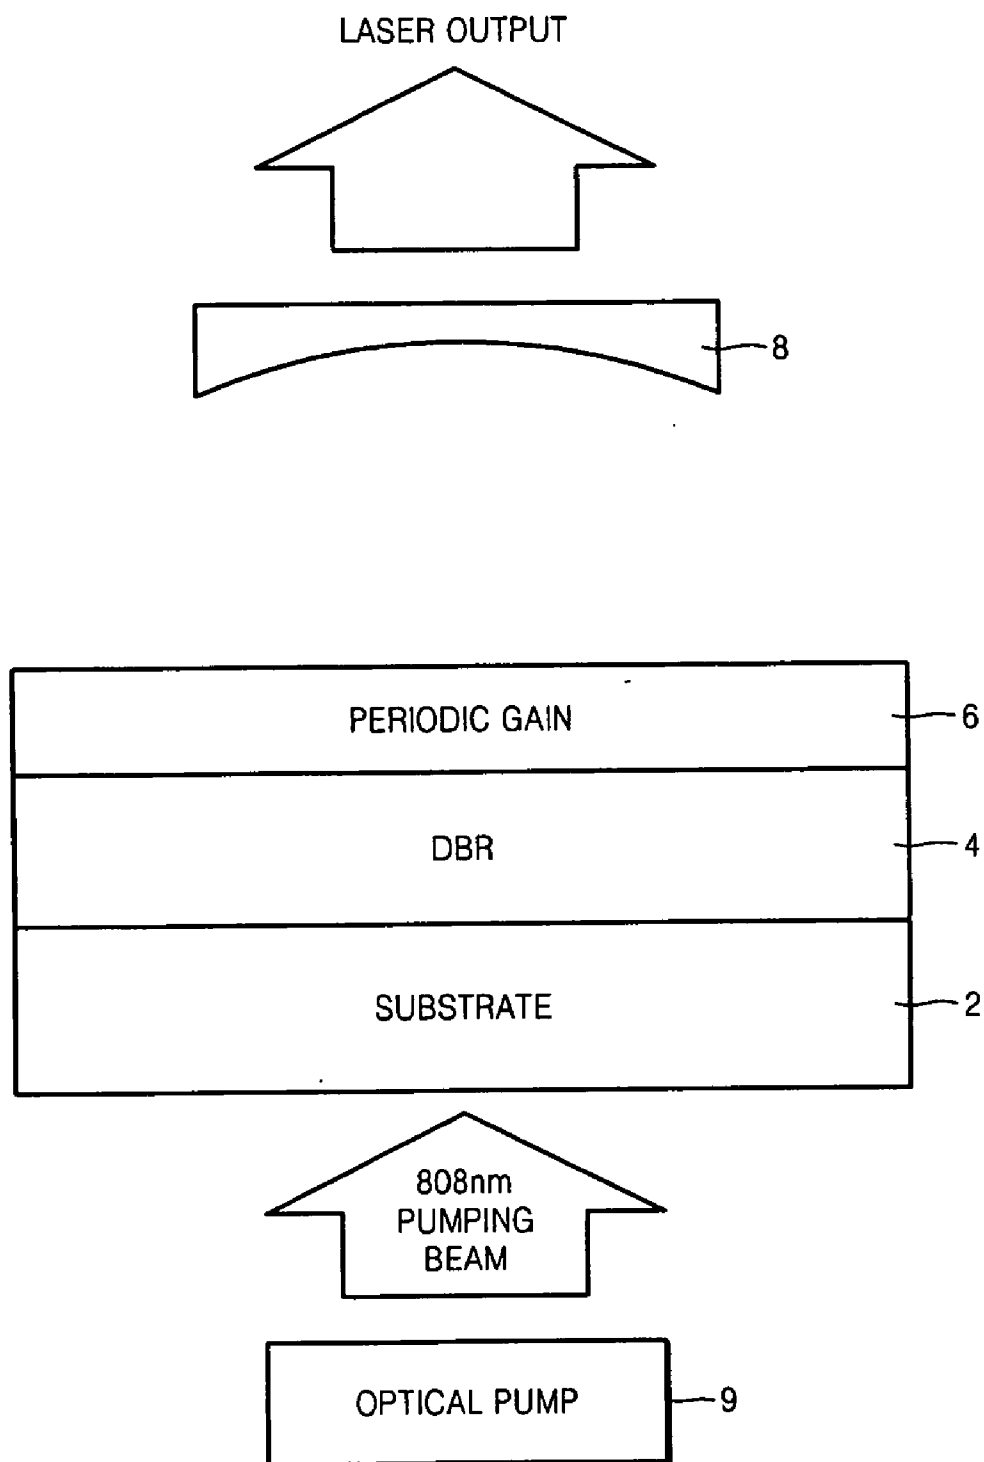 LASER OUTPUT
8
PERIODIC GAIN
6
DBR
4
SUBSTRATE
2
808nm
PUMPING
BEAM
OPTICAL PUMP
9